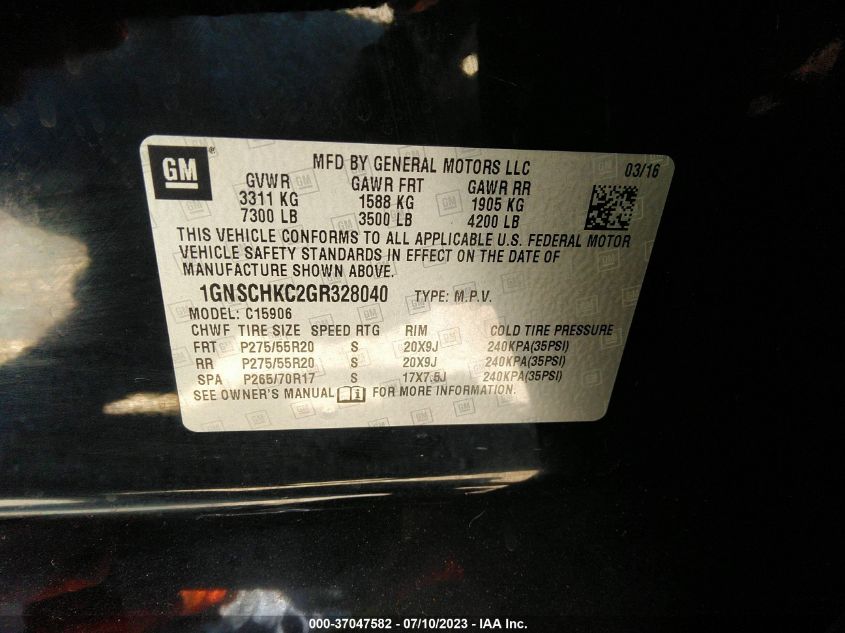 GM ®
MFD BY GENERAL MOTORS LLC 03/16
GVWR GAWR FRT GAWR RR
3311 KG 1588 KG 1905 KG
7300 LB 3500 LB 4200 LB
THIS VEHICLE CONFORMS TO ALL APPLICABLE U.S. FEDERAL MOTOR
VEHICLE SAFETY STANDARDS IN EFFECT ON THE DATE OF
MANUFACTURE SHOWN ABOVE.
1GNSCHKC2GR328040 TYPE: M.P.V.
MODEL: C15906
CHWF TIRE SIZE SPEED RTG RIM COLD TIRE PRESSURE
FRT P275/55R20 S 20X9J 240KPA(35PSI)
RR P275/55R20 S 20X9J 240KPA(35PSI)
SPA P265/70R17 S 17X7.5J 240KPA(35PSI)
SEE OWNER'S MANUAL FOR MORE INFORMATION.
000-37047582 - 07/10/2023 - IAA Inc.